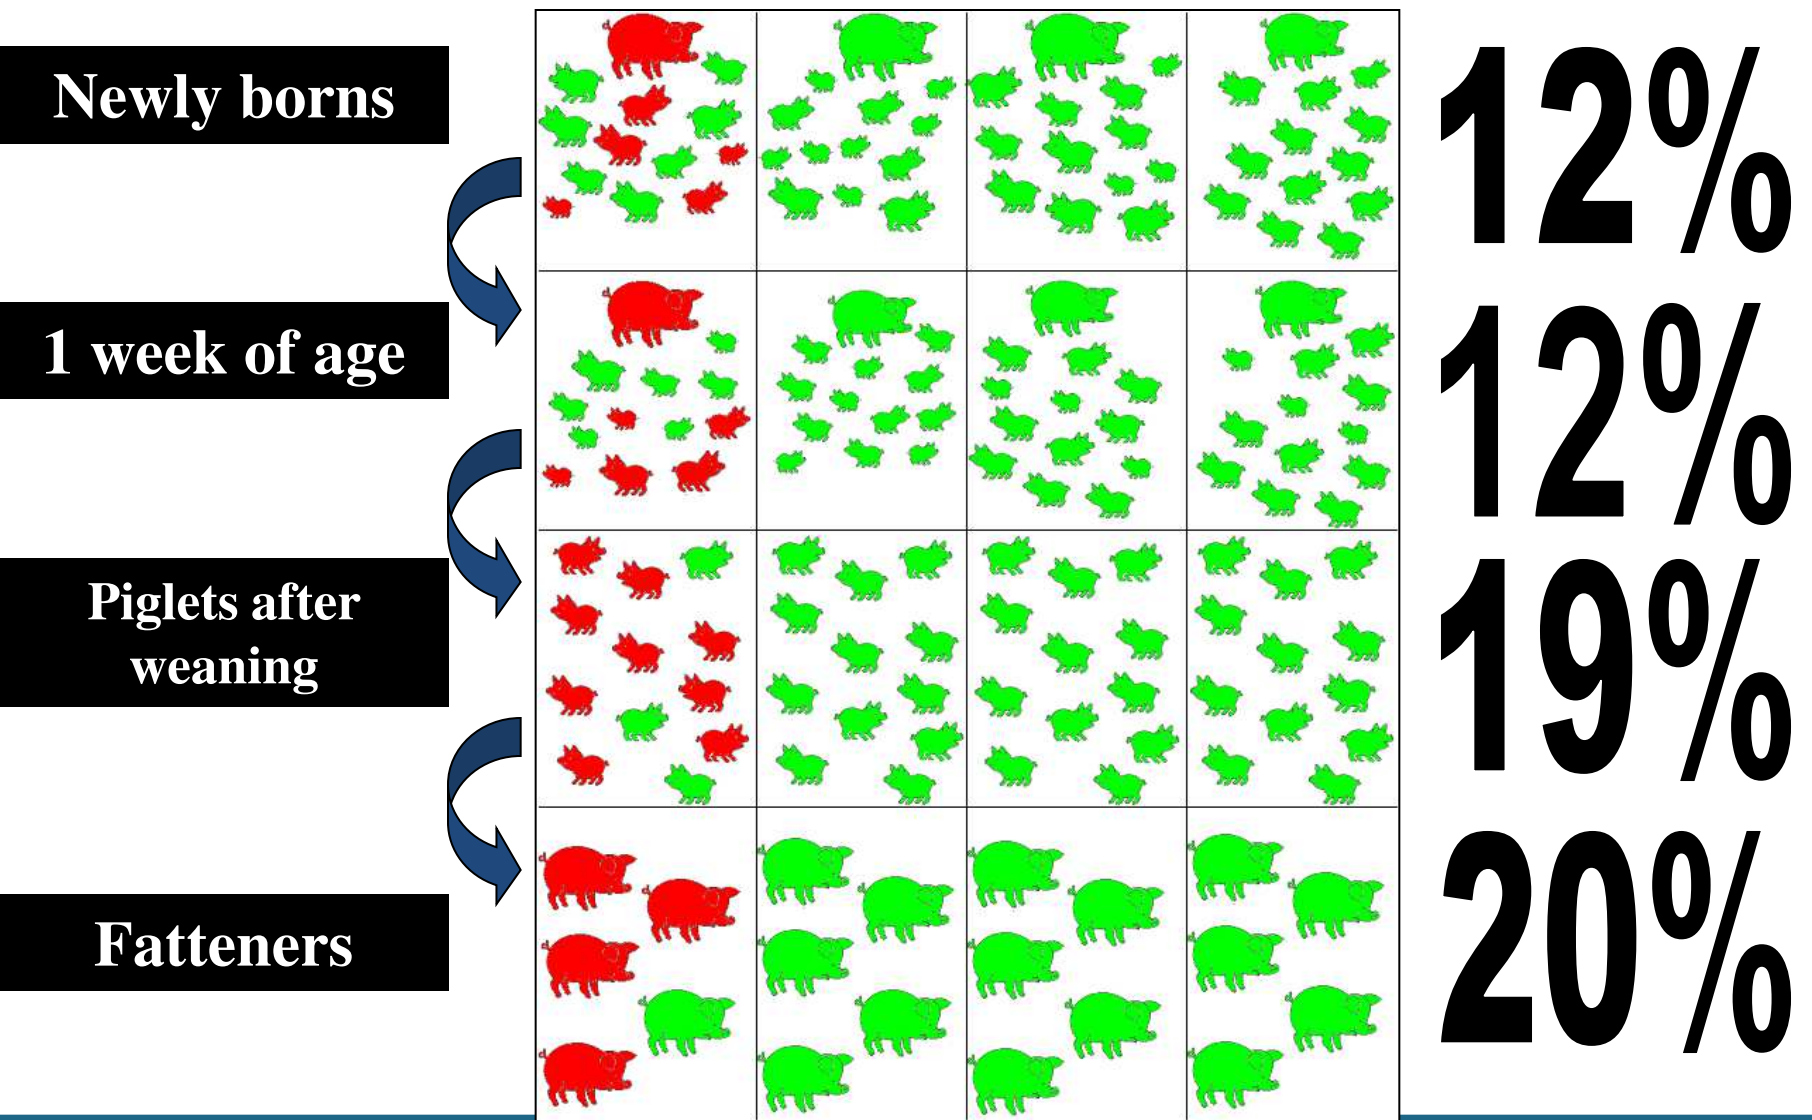 Newly borns
12%
1 week of age
12%
Piglets after
weaning
19%
Fatteners
20%